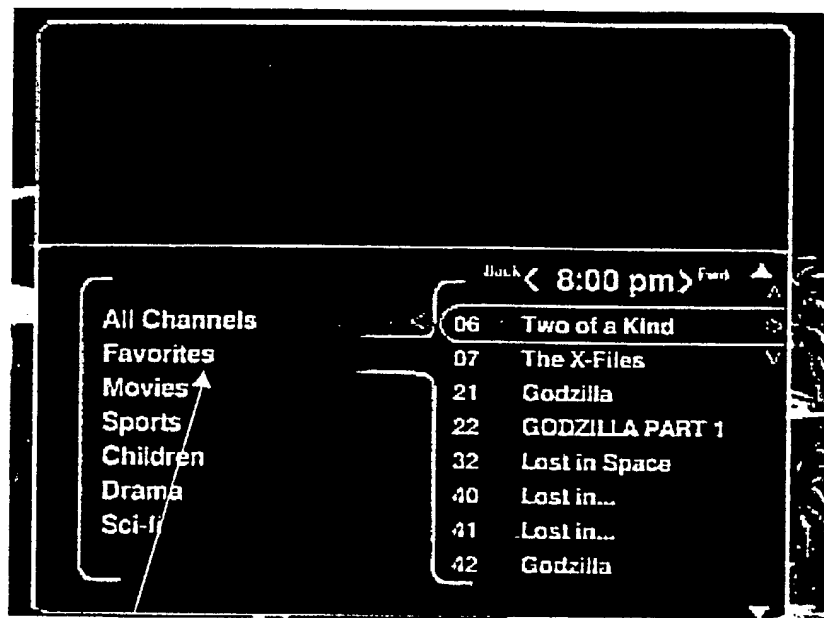 Back < 8:00 pm > Fwd
All Channels
Favorites
Movies
Sports
Children
Drama
Sci-fi
06 Two of a Kind
07 The X-Files
21 Godzilla
22 GODZILLA PART 1
32 Lost in Space
40 Lost in...
41 Lost in...
42 Godzilla